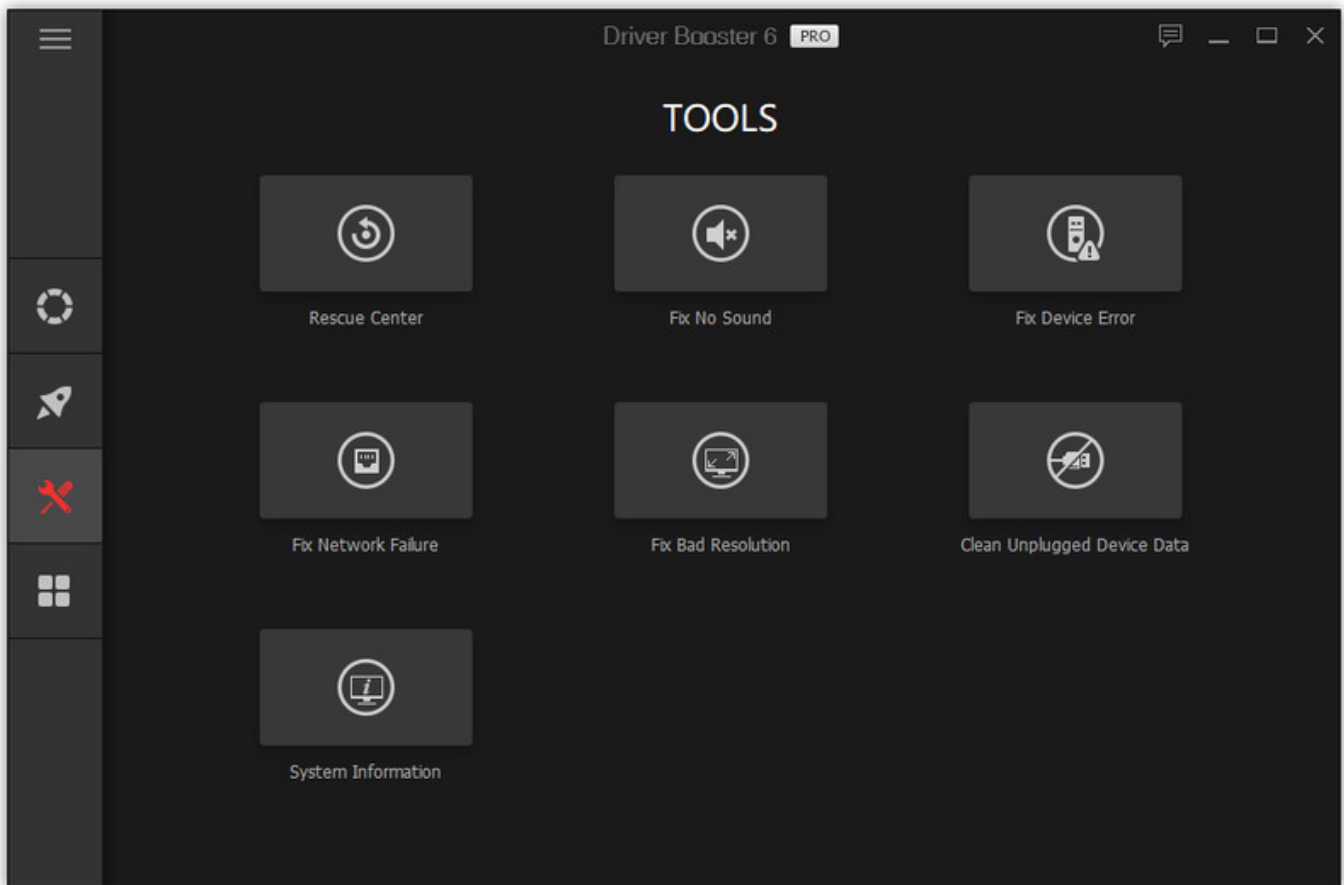 Driver Booster 6 PRO
TOOLS
Rescue Center
Fix No Sound
Fix Device Error
Fix Network Failure
Fix Bad Resolution
Clean Unplugged Device Data
System Information